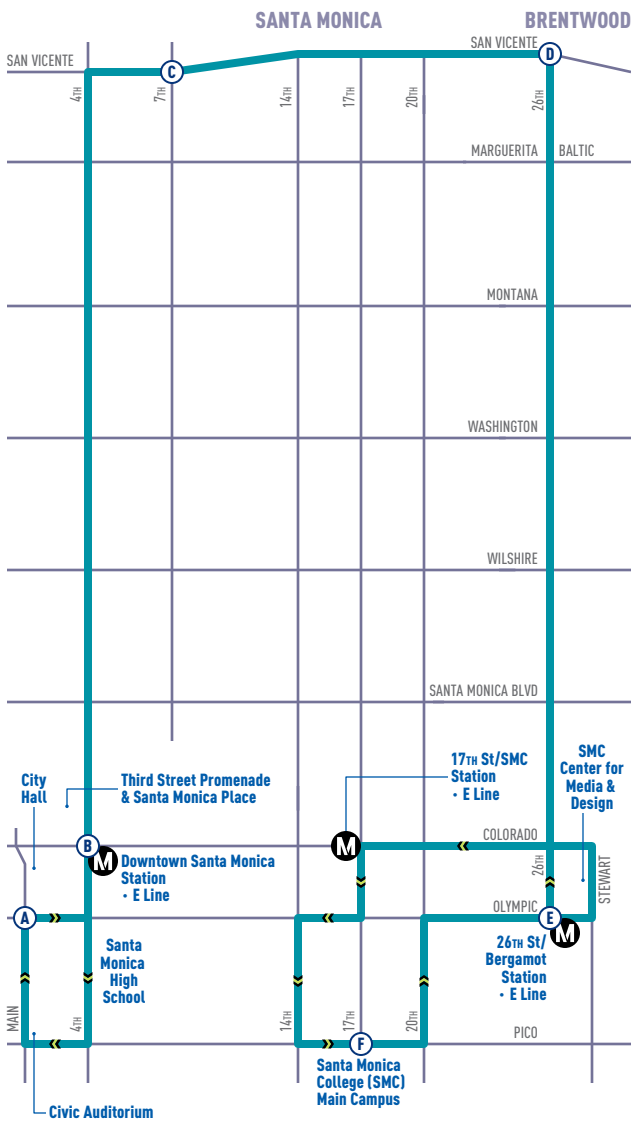 SANTA MONICA
BRENTWOOD
SAN VICENTE
SAN VICENTE
D
C
4TH
7TH
14TH
17TH
20TH
26TH
MARGUERITA
BALTIC
MONTANA
WASHINGTON
WILSHIRE
SANTA MONICA BLVD
City
Hall
Third Street Promenade
& Santa Monica Place
17TH St/SMC
Station
• E Line
SMC
Center for
Media &
Design
B
M
Downtown Santa Monica
Station
• E Line
M
COLORADO
26TH
STEWART
A
OLYMPIC
E
M
26TH St/
Bergamot
Station
• E Line
Santa
Monica
High
School
MAIN
4TH
14TH
17TH
20TH
PICO
F
Santa Monica
College (SMC)
Main Campus
Civic Auditorium